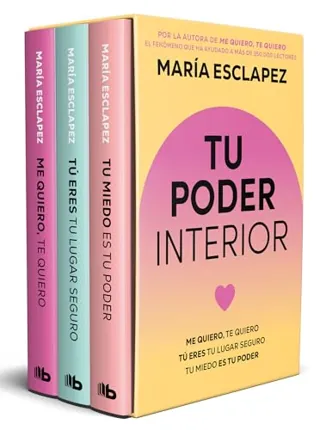 MARÍA ESCLAPEZ
ME QUIERO, TE QUIERO
MARÍA ESCLAPEZ
TÚ ERES TU LUGAR SEGURO
MARÍA ESCLAPEZ
TU MIEDO ES TU PODER
POR LA AUTORA DE ME QUIERO, TE QUIERO
EL FENÓMENO QUE HA AYUDADO A MÁS DE 250.000 LECTORES
MARÍA ESCLAPEZ
TU
PODER
INTERIOR
ME QUIERO, TE QUIERO
TÚ ERES TU LUGAR SEGURO
TU MIEDO ES TU PODER
b
b
b